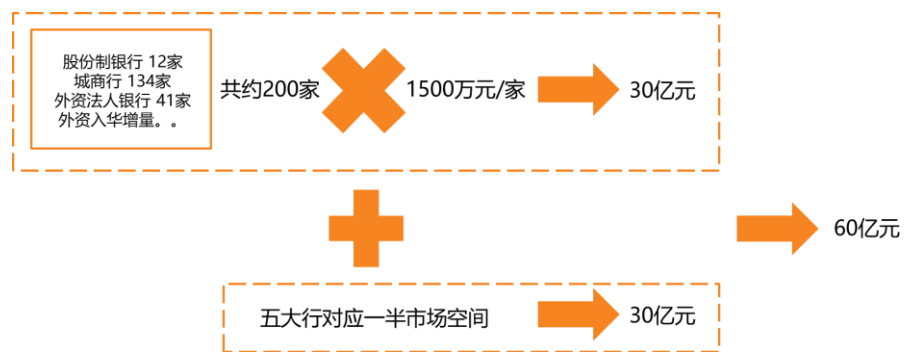 股份制银行 12家
城商行 134家
外资法人银行 41家
外资入华增量。。
共约200家
1500万元/家
30亿元
60亿元
五大行对应一半市场空间
30亿元